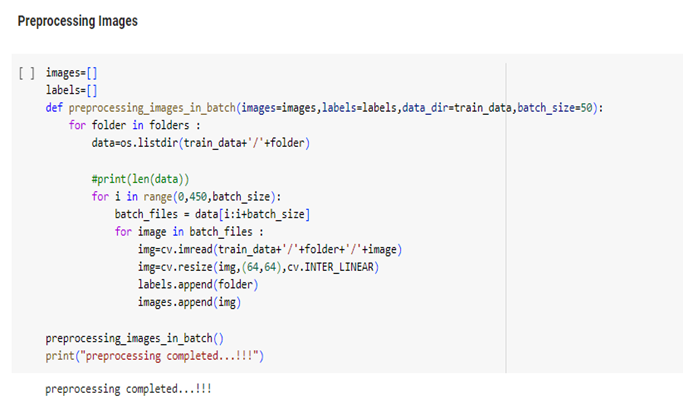 Preprocessing Images
[ ] images=[]
labels=[]
def preprocessing_images_in_batch(images=images,labels=labels,data_dir=train_data,batch_size=50):
for folder in folders :
data=os.listdir(train_data+'/'+folder)
#print(len(data))
for i in range(0,450,batch_size):
batch_files = data[i:i+batch_size]
for image in batch_files :
img=cv.imread(train_data+'/'+folder+'/'+image)
img=cv.resize(img,(64,64),cv.INTER_LINEAR)
labels.append(folder)
images.append(img)
preprocessing_images_in_batch()
print("preprocessing completed...!!!")
preprocessing completed...!!!